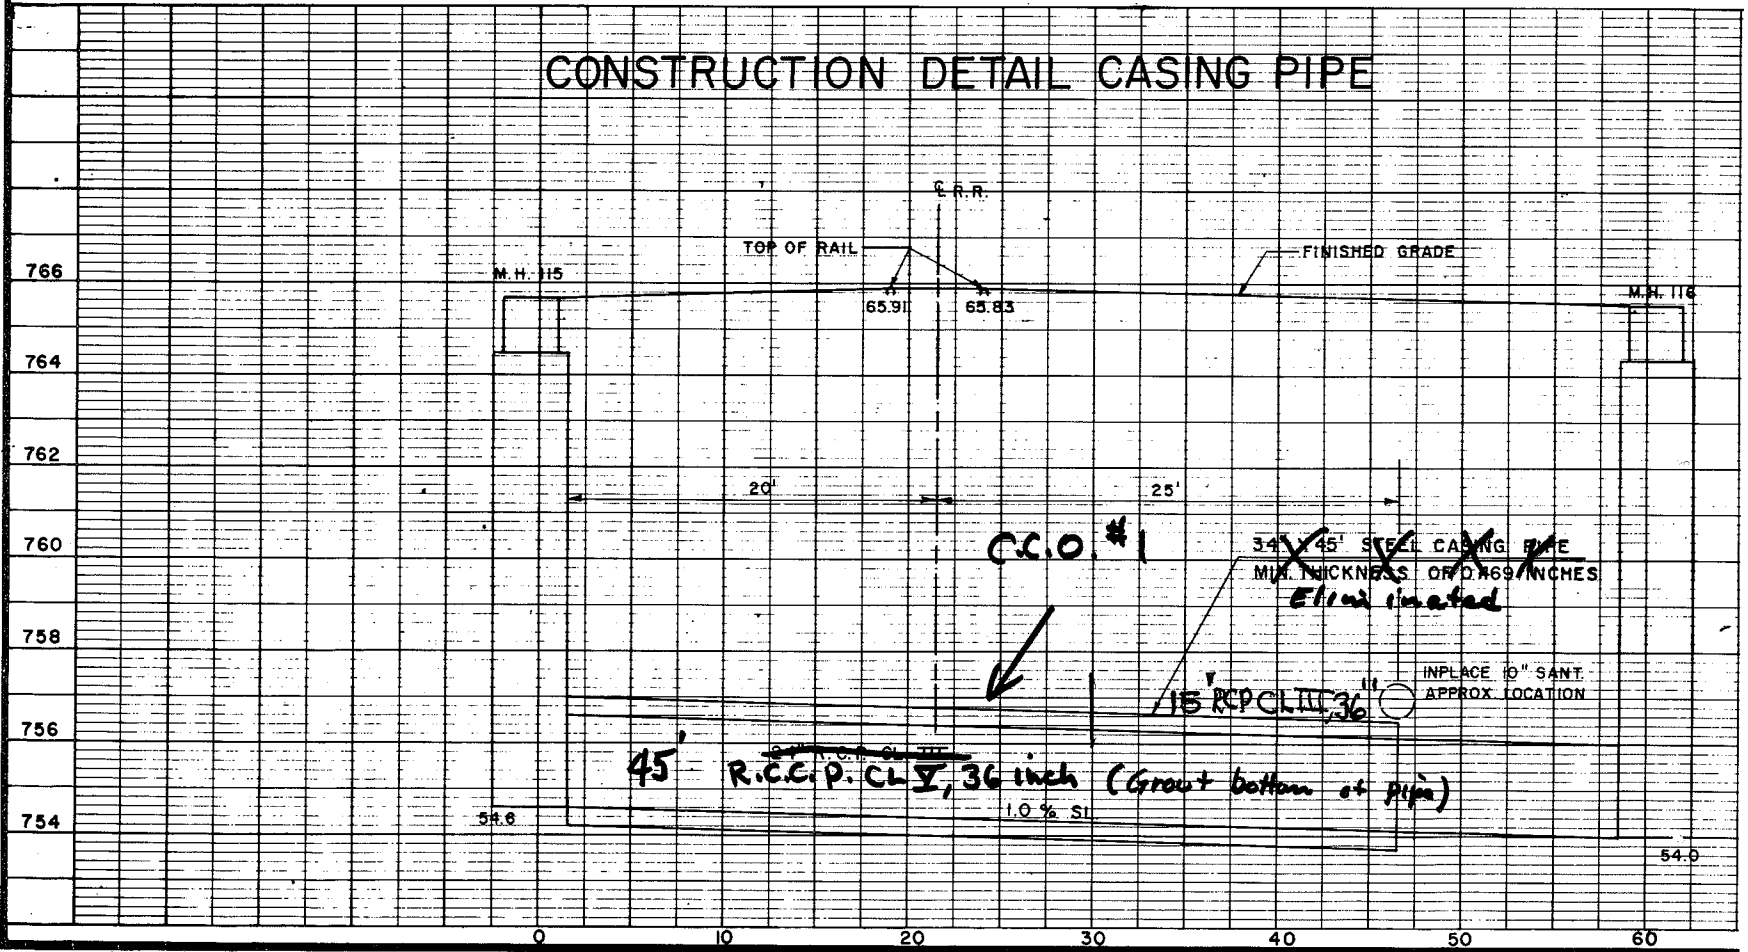 CONSTRUCTION DETAIL CASING PIPE
℄ R.R.
TOP OF RAIL
FINISHED GRADE
766
M.H. 115
M.H. 116
65.91
65.83
764
762
20'
25'
C.C.O. #1
760
34" X 45' STEEL CASING PIPE
MIN. THICKNESS OF 0.469 INCHES
Eliminated
758
INPLACE 10" SANT.
APPROX LOCATION
15' RCP CL III, 36"
756
24" R.C.P. CL III
45' R.C.C.P. CL V, 36 inch (Grout bottom of pipe)
1.0 % SL
54.6
754
54.0
0 10 20 30 40 50 60